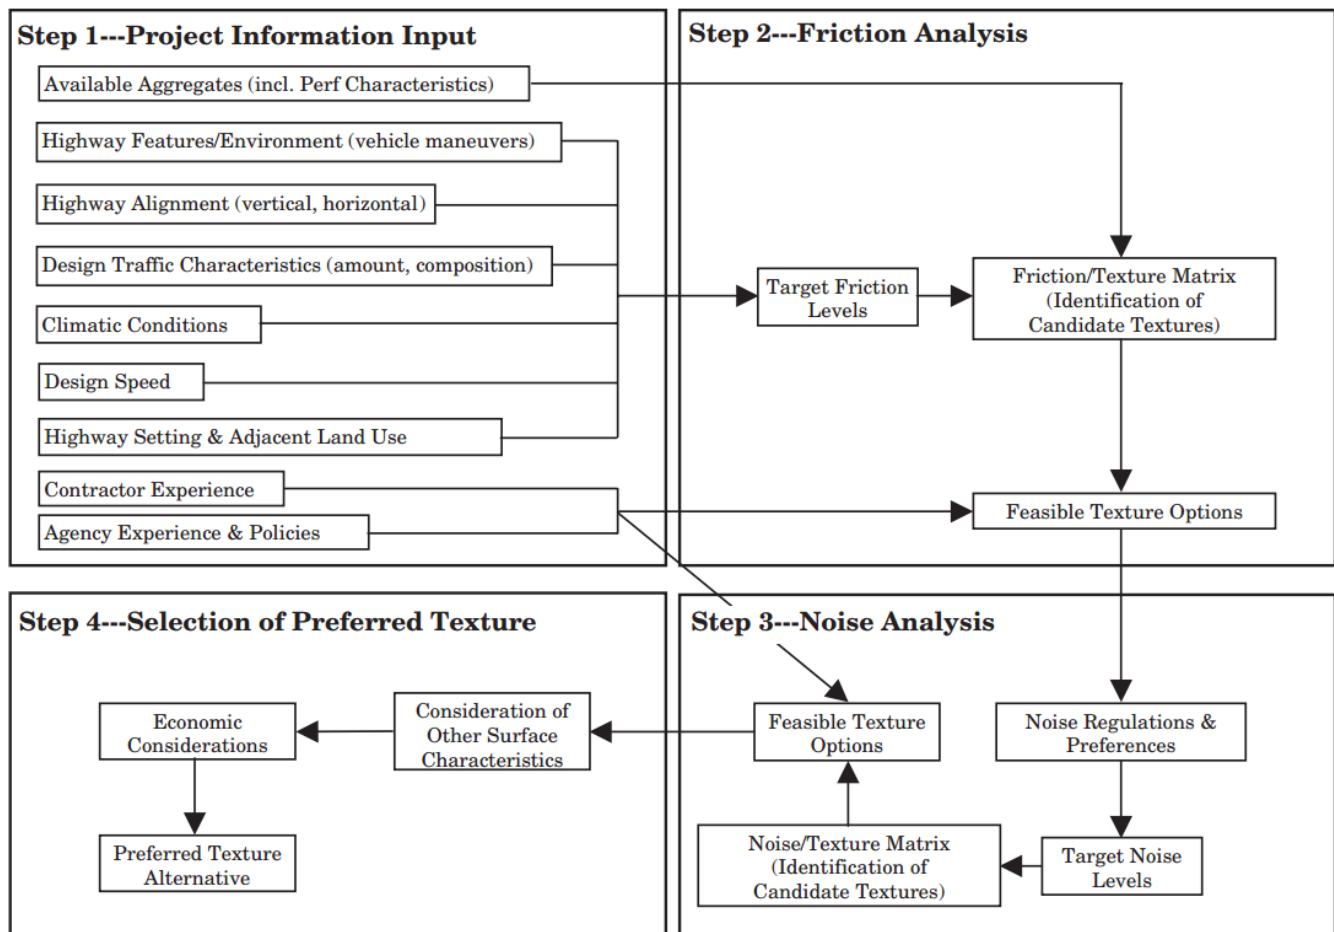 Step 1---Project Information Input
Available Aggregates (incl. Perf Characteristics)
Highway Features/Environment (vehicle maneuvers)
Highway Alignment (vertical, horizontal)
Design Traffic Characteristics (amount, composition)
Climatic Conditions
Design Speed
Highway Setting & Adjacent Land Use
Contractor Experience
Agency Experience & Policies
Step 2---Friction Analysis
Target Friction
Levels
Friction/Texture Matrix
(Identification of
Candidate Textures)
Feasible Texture Options
Step 3---Noise Analysis
Noise Regulations &
Preferences
Target Noise
Levels
Noise/Texture Matrix
(Identification of
Candidate Textures)
Feasible Texture
Options
Step 4---Selection of Preferred Texture
Consideration of
Other Surface
Characteristics
Economic
Considerations
Preferred Texture
Alternative